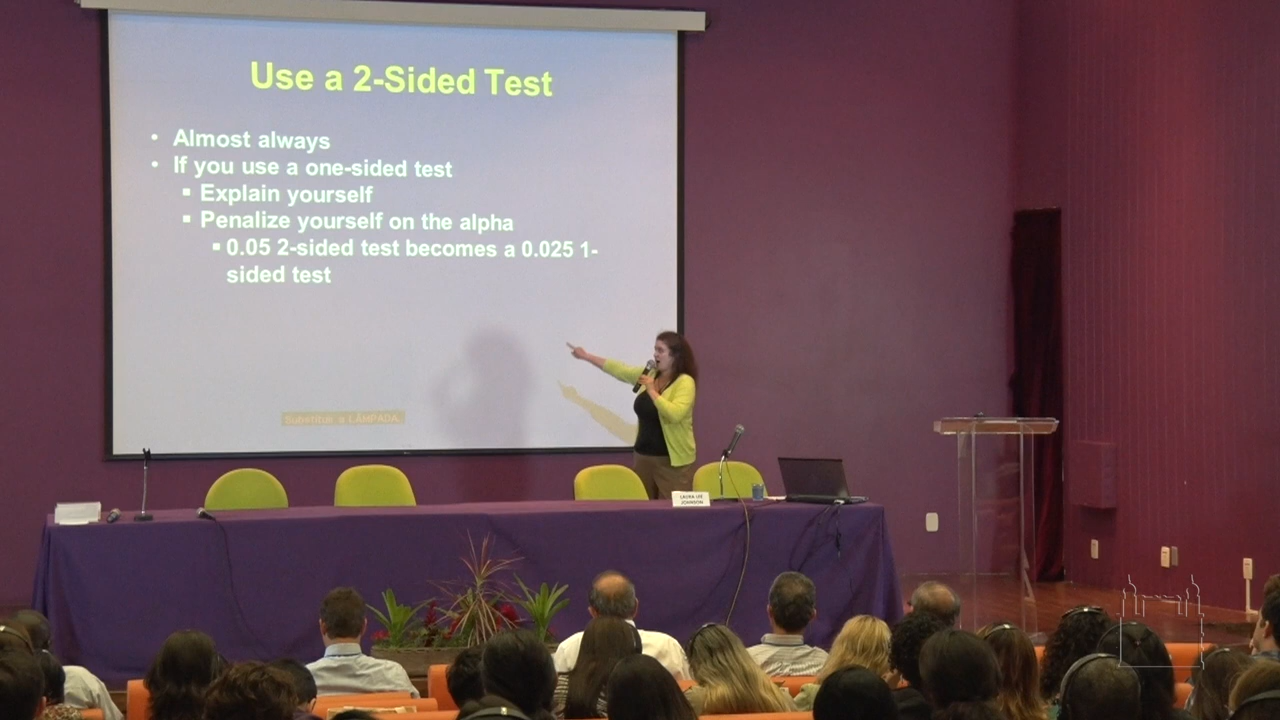 Use a 2-Sided Test
• Almost always
• If you use a one-sided test
▪ Explain yourself
▪ Penalize yourself on the alpha
▪ 0.05 2-sided test becomes a 0.025 1-
sided test
Substitua a LÂMPADA.
LAURA LEE
JOHNSON